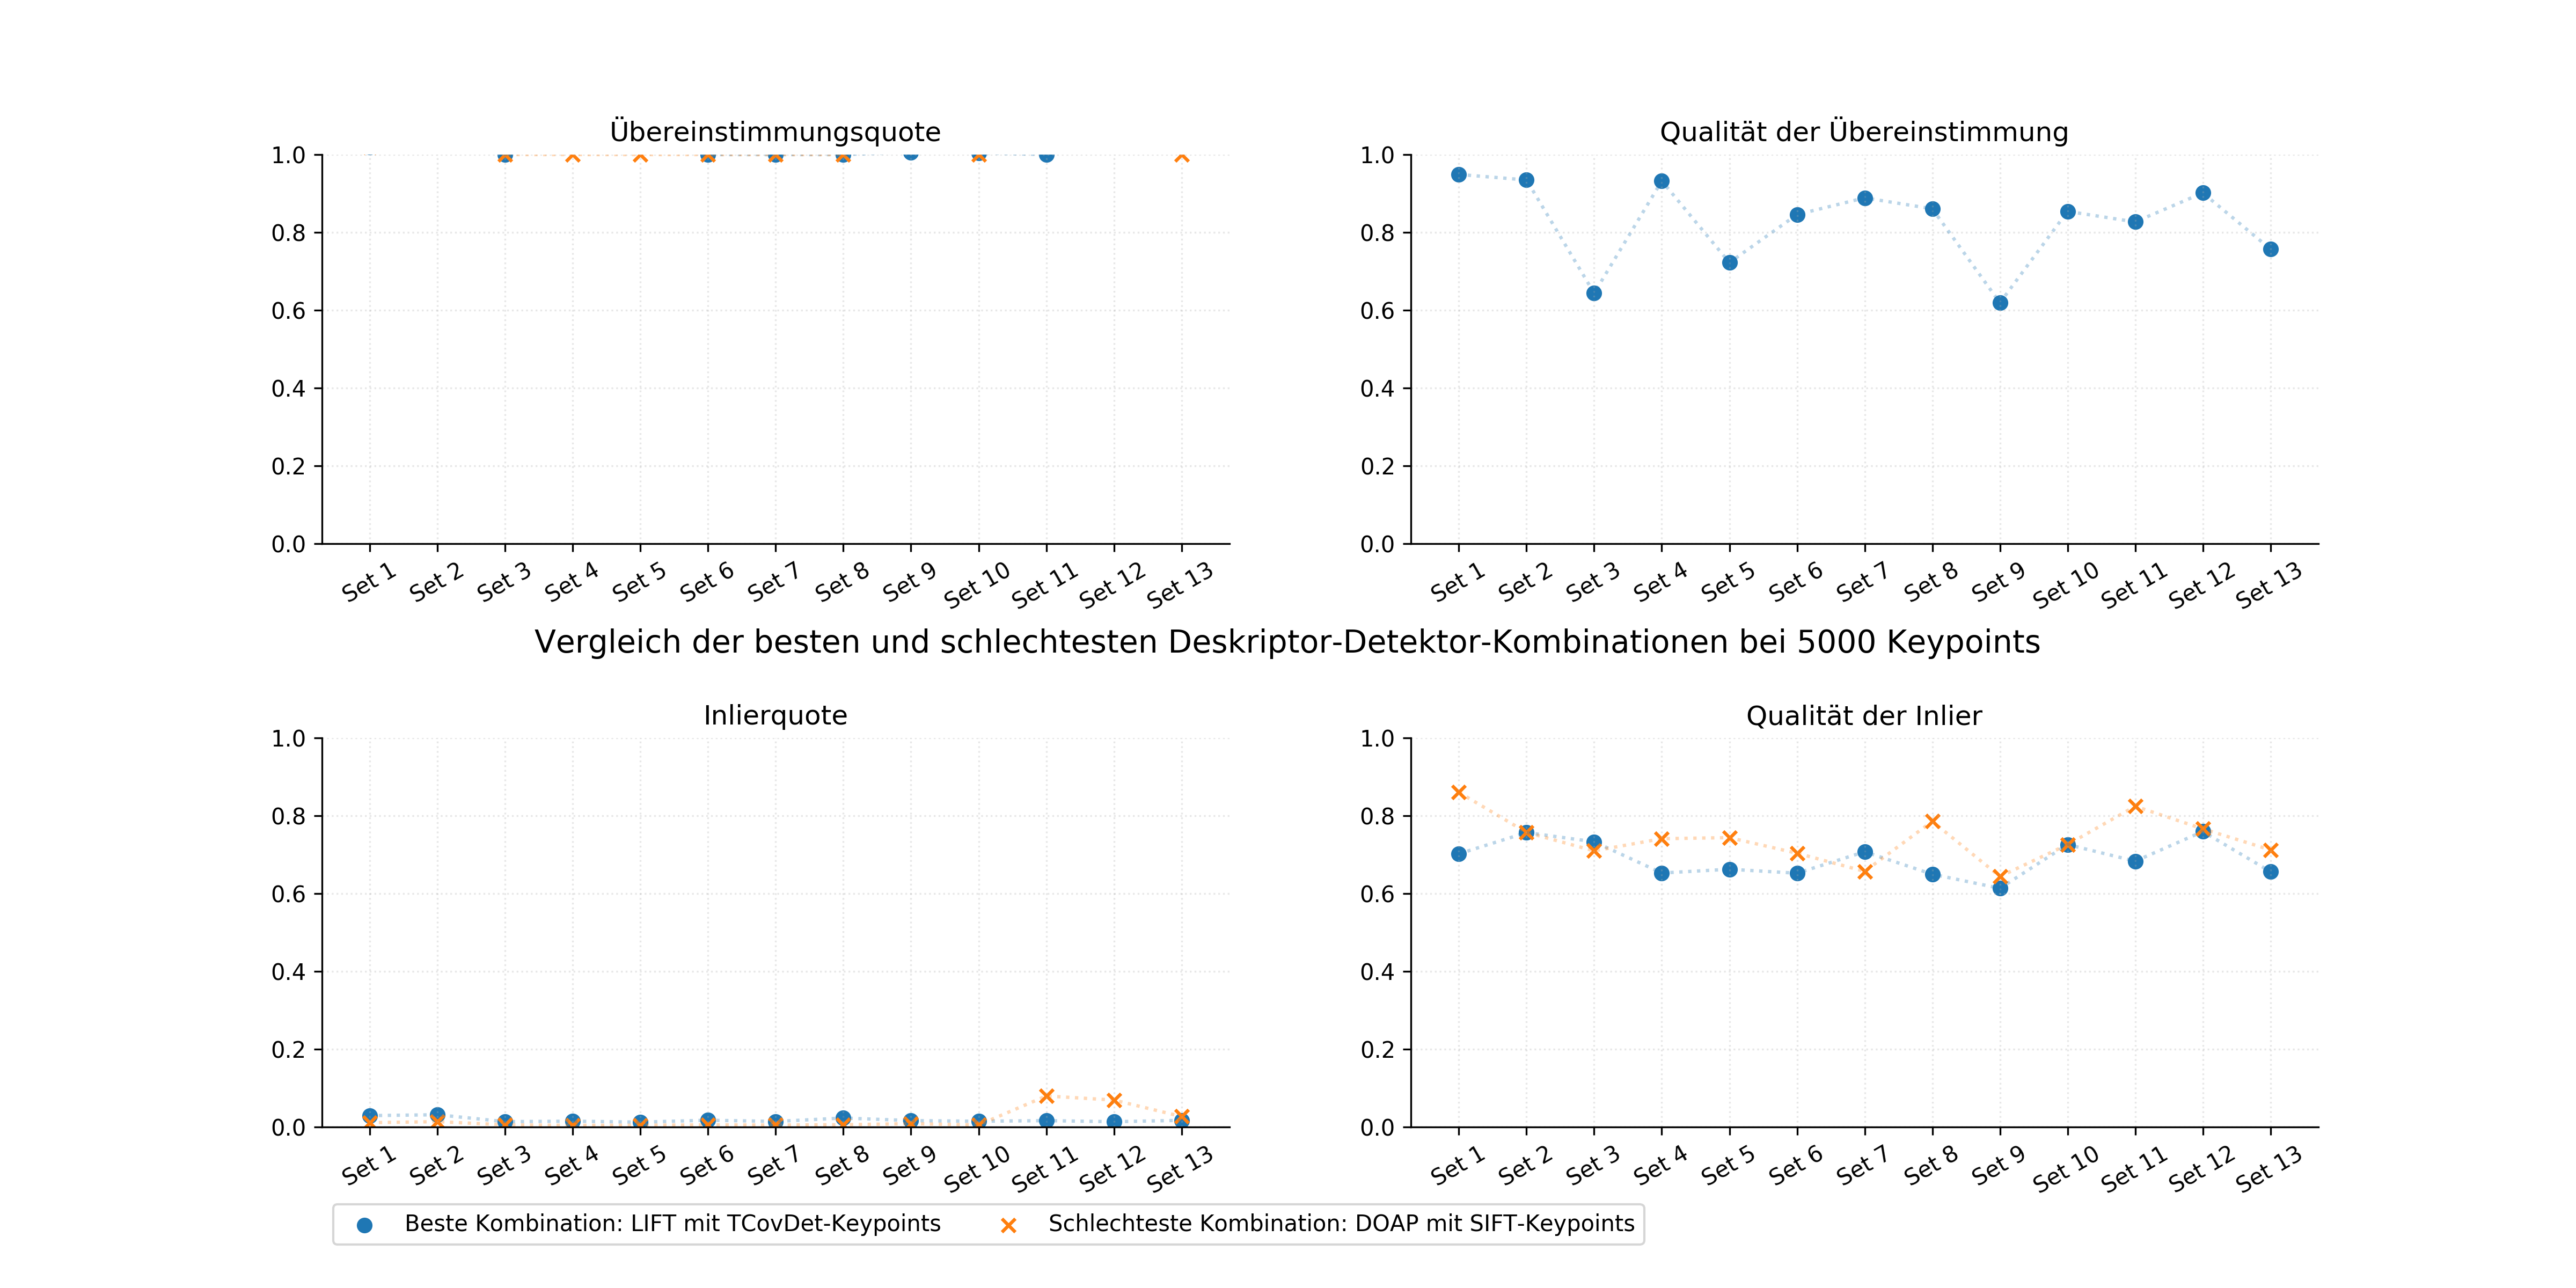 Übereinstimmungsquote
1.0
0.8
0.6
0.4
0.2
0.0
Set 1 Set 2 Set 3 Set 4 Set 5 Set 6 Set 7 Set 8 Set 9 Set 10 Set 11 Set 12 Set 13
Qualität der Übereinstimmung
1.0
0.8
0.6
0.4
0.2
0.0
Set 1 Set 2 Set 3 Set 4 Set 5 Set 6 Set 7 Set 8 Set 9 Set 10 Set 11 Set 12 Set 13
Vergleich der besten und schlechtesten Deskriptor-Detektor-Kombinationen bei 5000 Keypoints
Inlierquote
1.0
0.8
0.6
0.4
0.2
0.0
Set 1 Set 2 Set 3 Set 4 Set 5 Set 6 Set 7 Set 8 Set 9 Set 10 Set 11 Set 12 Set 13
Qualität der Inlier
1.0
0.8
0.6
0.4
0.2
0.0
Set 1 Set 2 Set 3 Set 4 Set 5 Set 6 Set 7 Set 8 Set 9 Set 10 Set 11 Set 12 Set 13
Beste Kombination: LIFT mit TCovDet-Keypoints Schlechteste Kombination: DOAP mit SIFT-Keypoints